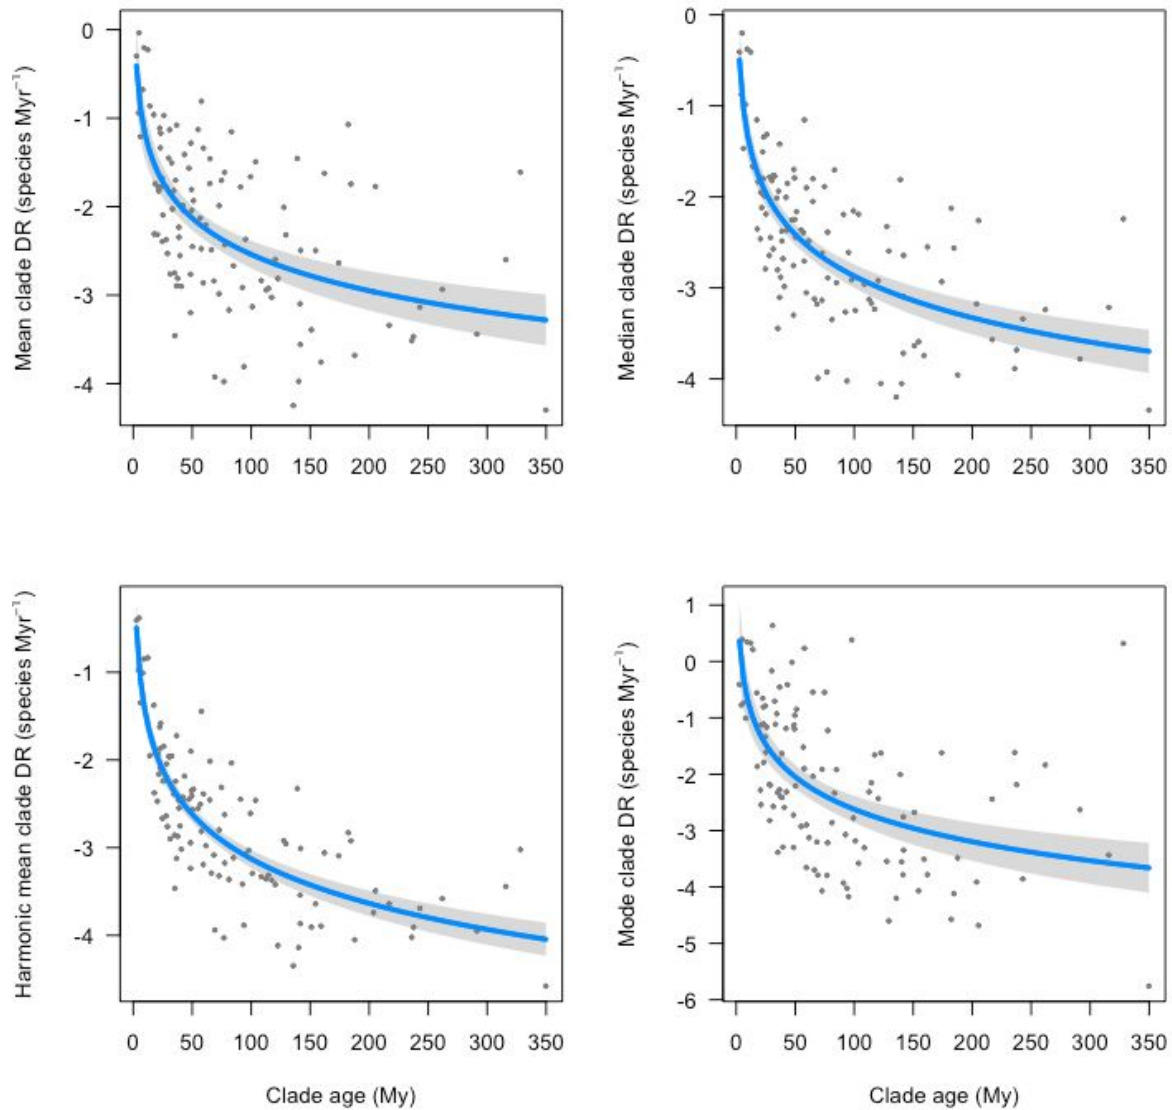 Mean clade DR (species Myr⁻¹)
0
-1
-2
-3
-4
0 50 100 150 200 250 300 350
Median clade DR (species Myr⁻¹)
0
-1
-2
-3
-4
0 50 100 150 200 250 300 350
Harmonic mean clade DR (species Myr⁻¹)
-1
-2
-3
-4
0 50 100 150 200 250 300 350
Clade age (My)
Mode clade DR (species Myr⁻¹)
1
0
-1
-2
-3
-4
-5
-6
0 50 100 150 200 250 300 350
Clade age (My)